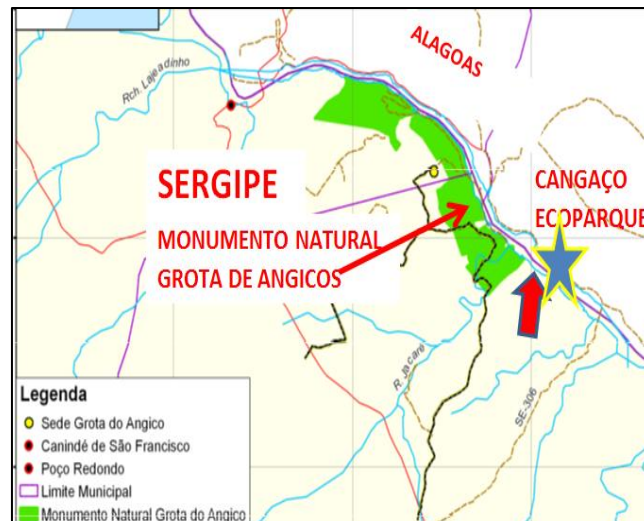 ALAGOAS
Rch. Lajeadinho
SERGIPE
MONUMENTO NATURAL
GROTA DE ANGICOS
CANGAÇO
ECOPARQUE
R. Jacaré
SE-306
Legenda
Sede Grota do Angico
Canindé de São Francisco
Poço Redondo
Limite Municipal
Monumento Natural Grota do Angico